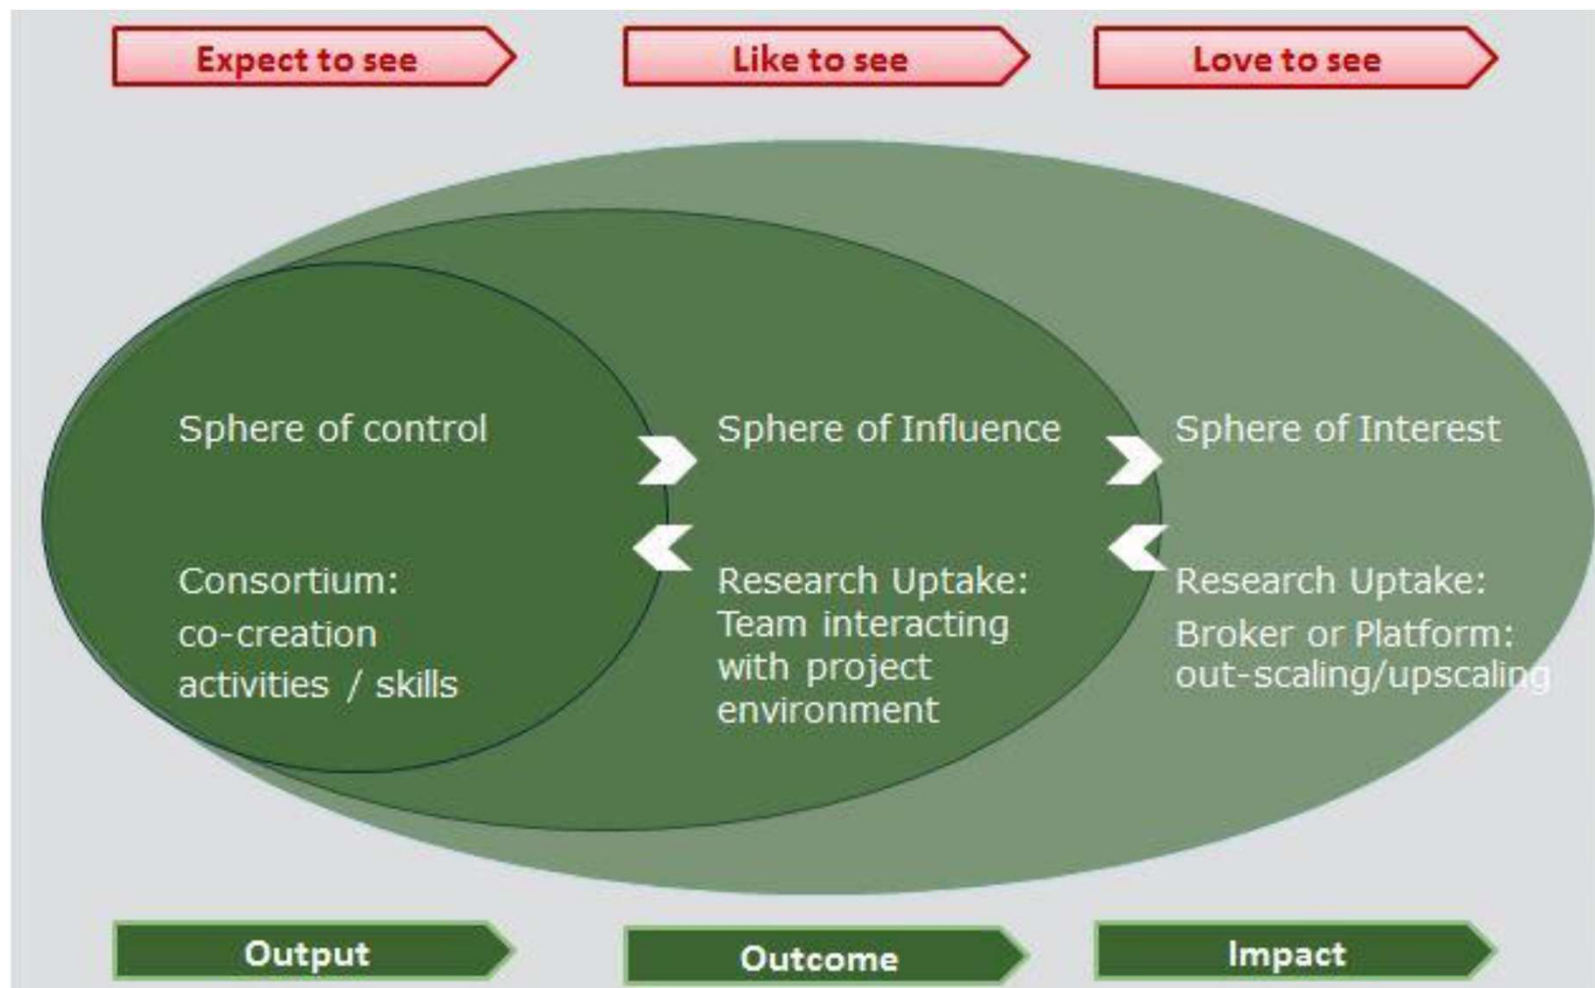 Expect to see
Like to see
Love to see
Sphere of control
Sphere of Influence
Sphere of Interest
Consortium:
co-creation
activities / skills
Research Uptake:
Team interacting
with project
environment
Research Uptake:
Broker or Platform:
out-scaling/upscaling
Output
Outcome
Impact